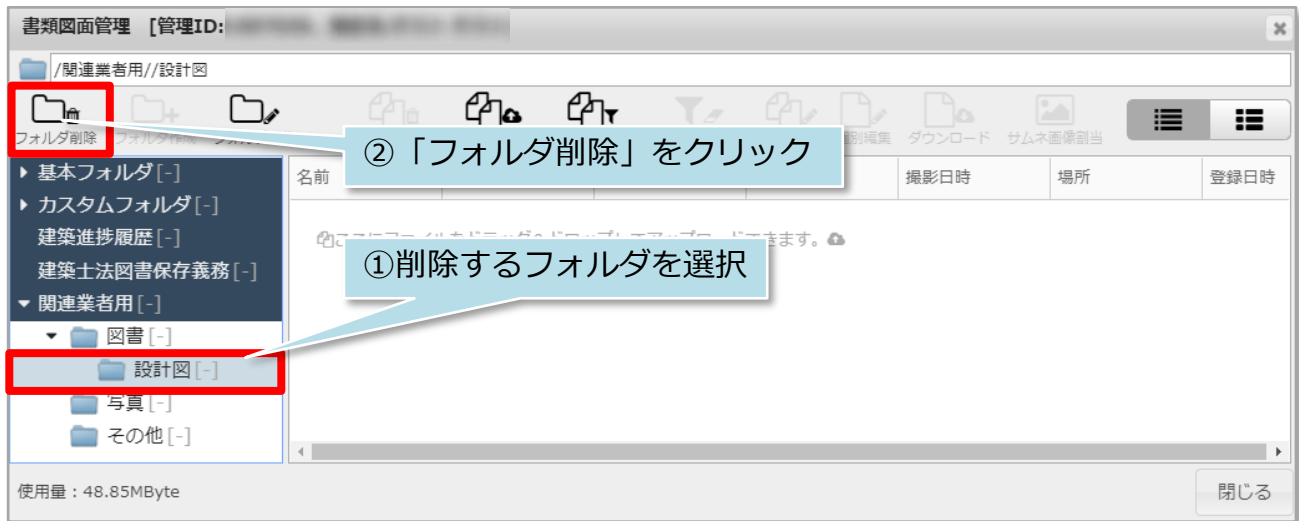 書類図面管理 [管理ID:
/関連業者用//設計図
フォルダ削除 フォルダ作成 ダウンロード サムネ画像割当
②「フォルダ削除」をクリック
▶ 基本フォルダ[-]
名前 撮影日時 場所 登録日時
▶ カスタムフォルダ[-]
建築進捗履歴[-]
建築士法図書保存義務[-]
①削除するフォルダを選択
▼ 関連業者用[-]
▼ 図書[-]
設計図[-]
写真[-]
その他[-]
使用量：48.85MByte
閉じる